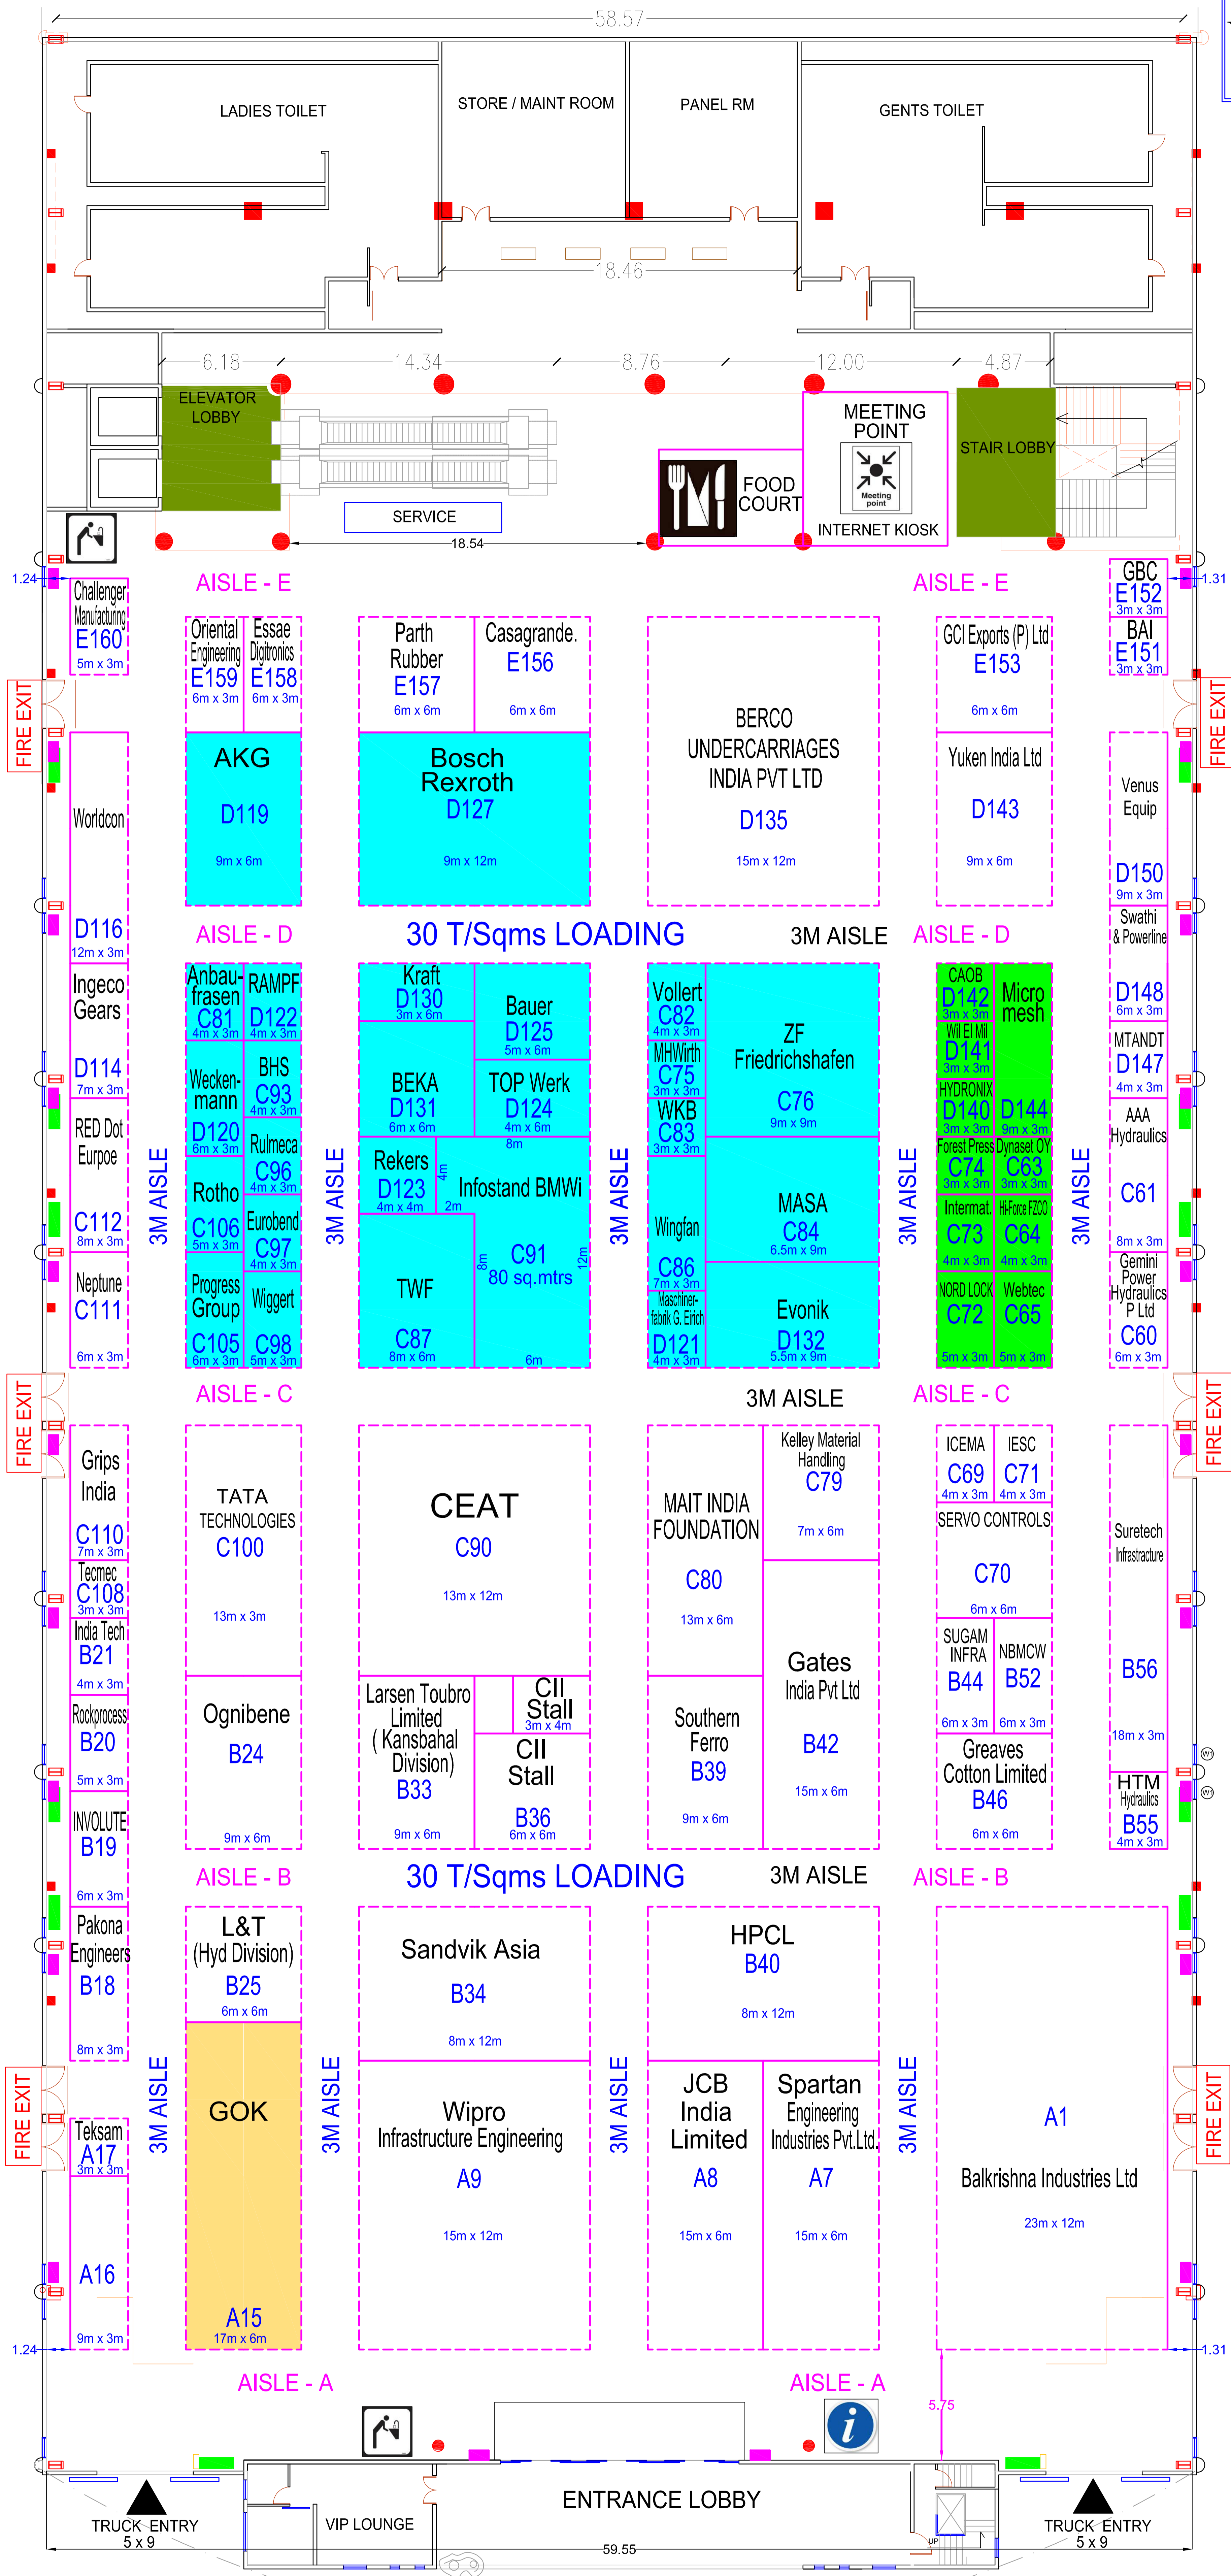 58.57
LADIES TOILET
STORE / MAINT ROOM
PANEL RM
GENTS TOILET
18.46
6.18
14.34
8.76
12.00
4.87
ELEVATOR
LOBBY
MEETING
POINT
Meeting
point
INTERNET KIOSK
STAIR LOBBY
FOOD
COURT
SERVICE
18.54
1.24
1.31
AISLE - E
AISLE - E
Challenger
Manufacturing
E160
5m x 3m
Oriental
Engineering
E159
6m x 3m
Essae
Digitronics
E158
6m x 3m
Parth
Rubber
E157
6m x 6m
Casagrande.
E156
6m x 6m
BERCO
UNDERCARRIAGES
INDIA PVT LTD
D135
15m x 12m
GCI Exports (P) Ltd
E153
6m x 6m
GBC
E152
3m x 3m
BAI
E151
3m x 3m
FIRE EXIT
FIRE EXIT
Worldcon
D116
12m x 3m
AKG
D119
9m x 6m
Bosch
Rexroth
D127
9m x 12m
Yuken India Ltd
D143
9m x 6m
Venus
Equip
D150
9m x 3m
AISLE - D
30 T/Sqms LOADING
3M AISLE
AISLE - D
Swathi
& Powerline
D148
6m x 3m
Ingeco
Gears
D114
7m x 3m
Anbau-
frasen
C81
4m x 3m
RAMPF
D122
4m x 3m
Kraft
D130
3m x 6m
Bauer
D125
5m x 6m
Vollert
C82
4m x 3m
ZF
Friedrichshafen
C76
9m x 9m
CAOB
D142
3m x 3m
Micro
mesh
D144
9m x 3m
Wil El Mil
D141
3m x 3m
MTANDT
D147
4m x 3m
Wecken-
mann
D120
6m x 3m
BHS
C93
4m x 3m
BEKA
D131
6m x 6m
TOP Werk
D124
4m x 6m
MHWirth
C75
3m x 3m
HYDRONIX
D140
3m x 3m
RED Dot
Eurpoe
C112
8m x 3m
WKB
C83
3m x 3m
AAA
Hydraulics
C61
8m x 3m
Rulmeca
C96
4m x 3m
Rekers
D123
4m x 4m
8m
4m
2m
Infostand BMWi
C91
80 sq.mtrs
8m
12m
6m
Forest Press
C74
3m x 3m
Dynaset OY
C63
3m x 3m
3M AISLE
3M AISLE
3M AISLE
3M AISLE
3M AISLE
Rotho
C106
5m x 3m
Eurobend
C97
4m x 3m
TWF
C87
8m x 6m
Wingfan
C86
7m x 3m
MASA
C84
6.5m x 9m
Intermat.
C73
4m x 3m
Hi-Force FZCO
C64
4m x 3m
Neptune
C111
6m x 3m
Progress
Group
C105
6m x 3m
Wiggert
C98
5m x 3m
Maschiner-
fabrik G. Eirich
D121
4m x 3m
Evonik
D132
5.5m x 9m
NORD LOCK
C72
5m x 3m
Webtec
C65
5m x 3m
Gemini
Power
Hydraulics
P Ltd
C60
6m x 3m
AISLE - C
3M AISLE
AISLE - C
FIRE EXIT
FIRE EXIT
Grips
India
C110
7m x 3m
TATA
TECHNOLOGIES
C100
13m x 3m
CEAT
C90
13m x 12m
MAIT INDIA
FOUNDATION
C80
13m x 6m
Kelley Material
Handling
C79
7m x 6m
ICEMA
C69
4m x 3m
IESC
C71
4m x 3m
SERVO CONTROLS
C70
6m x 6m
Suretech
Infrastracture
B56
18m x 3m
Tecmec
C108
3m x 3m
India Tech
B21
4m x 3m
Gates
India Pvt Ltd
B42
15m x 6m
SUGAM
INFRA
B44
6m x 3m
NBMCW
B52
6m x 3m
Rockprocess
B20
5m x 3m
Ognibene
B24
9m x 6m
Larsen Toubro
Limited
( Kansbahal
Division)
B33
9m x 6m
CII
Stall
3m x 4m
CII
Stall
B36
6m x 6m
Southern
Ferro
B39
9m x 6m
Greaves
Cotton Limited
B46
6m x 6m
W1
W1
HTM
Hydraulics
B55
4m x 3m
INVOLUTE
B19
6m x 3m
AISLE - B
30 T/Sqms LOADING
3M AISLE
AISLE - B
Pakona
Engineers
B18
8m x 3m
L&T
(Hyd Division)
B25
6m x 6m
Sandvik Asia
B34
8m x 12m
HPCL
B40
8m x 12m
A1
Balkrishna Industries Ltd
23m x 12m
FIRE EXIT
FIRE EXIT
3M AISLE
3M AISLE
3M AISLE
3M AISLE
Teksam
A17
3m x 3m
GOK
A15
17m x 6m
Wipro
Infrastructure Engineering
A9
15m x 12m
JCB
India
Limited
A8
15m x 6m
Spartan
Engineering
Industries Pvt.Ltd.
A7
15m x 6m
A16
9m x 3m
1.24
1.31
AISLE - A
AISLE - A
5.75
i
ENTRANCE LOBBY
VIP LOUNGE
UP
TRUCK ENTRY
5 x 9
TRUCK ENTRY
5 x 9
59.55